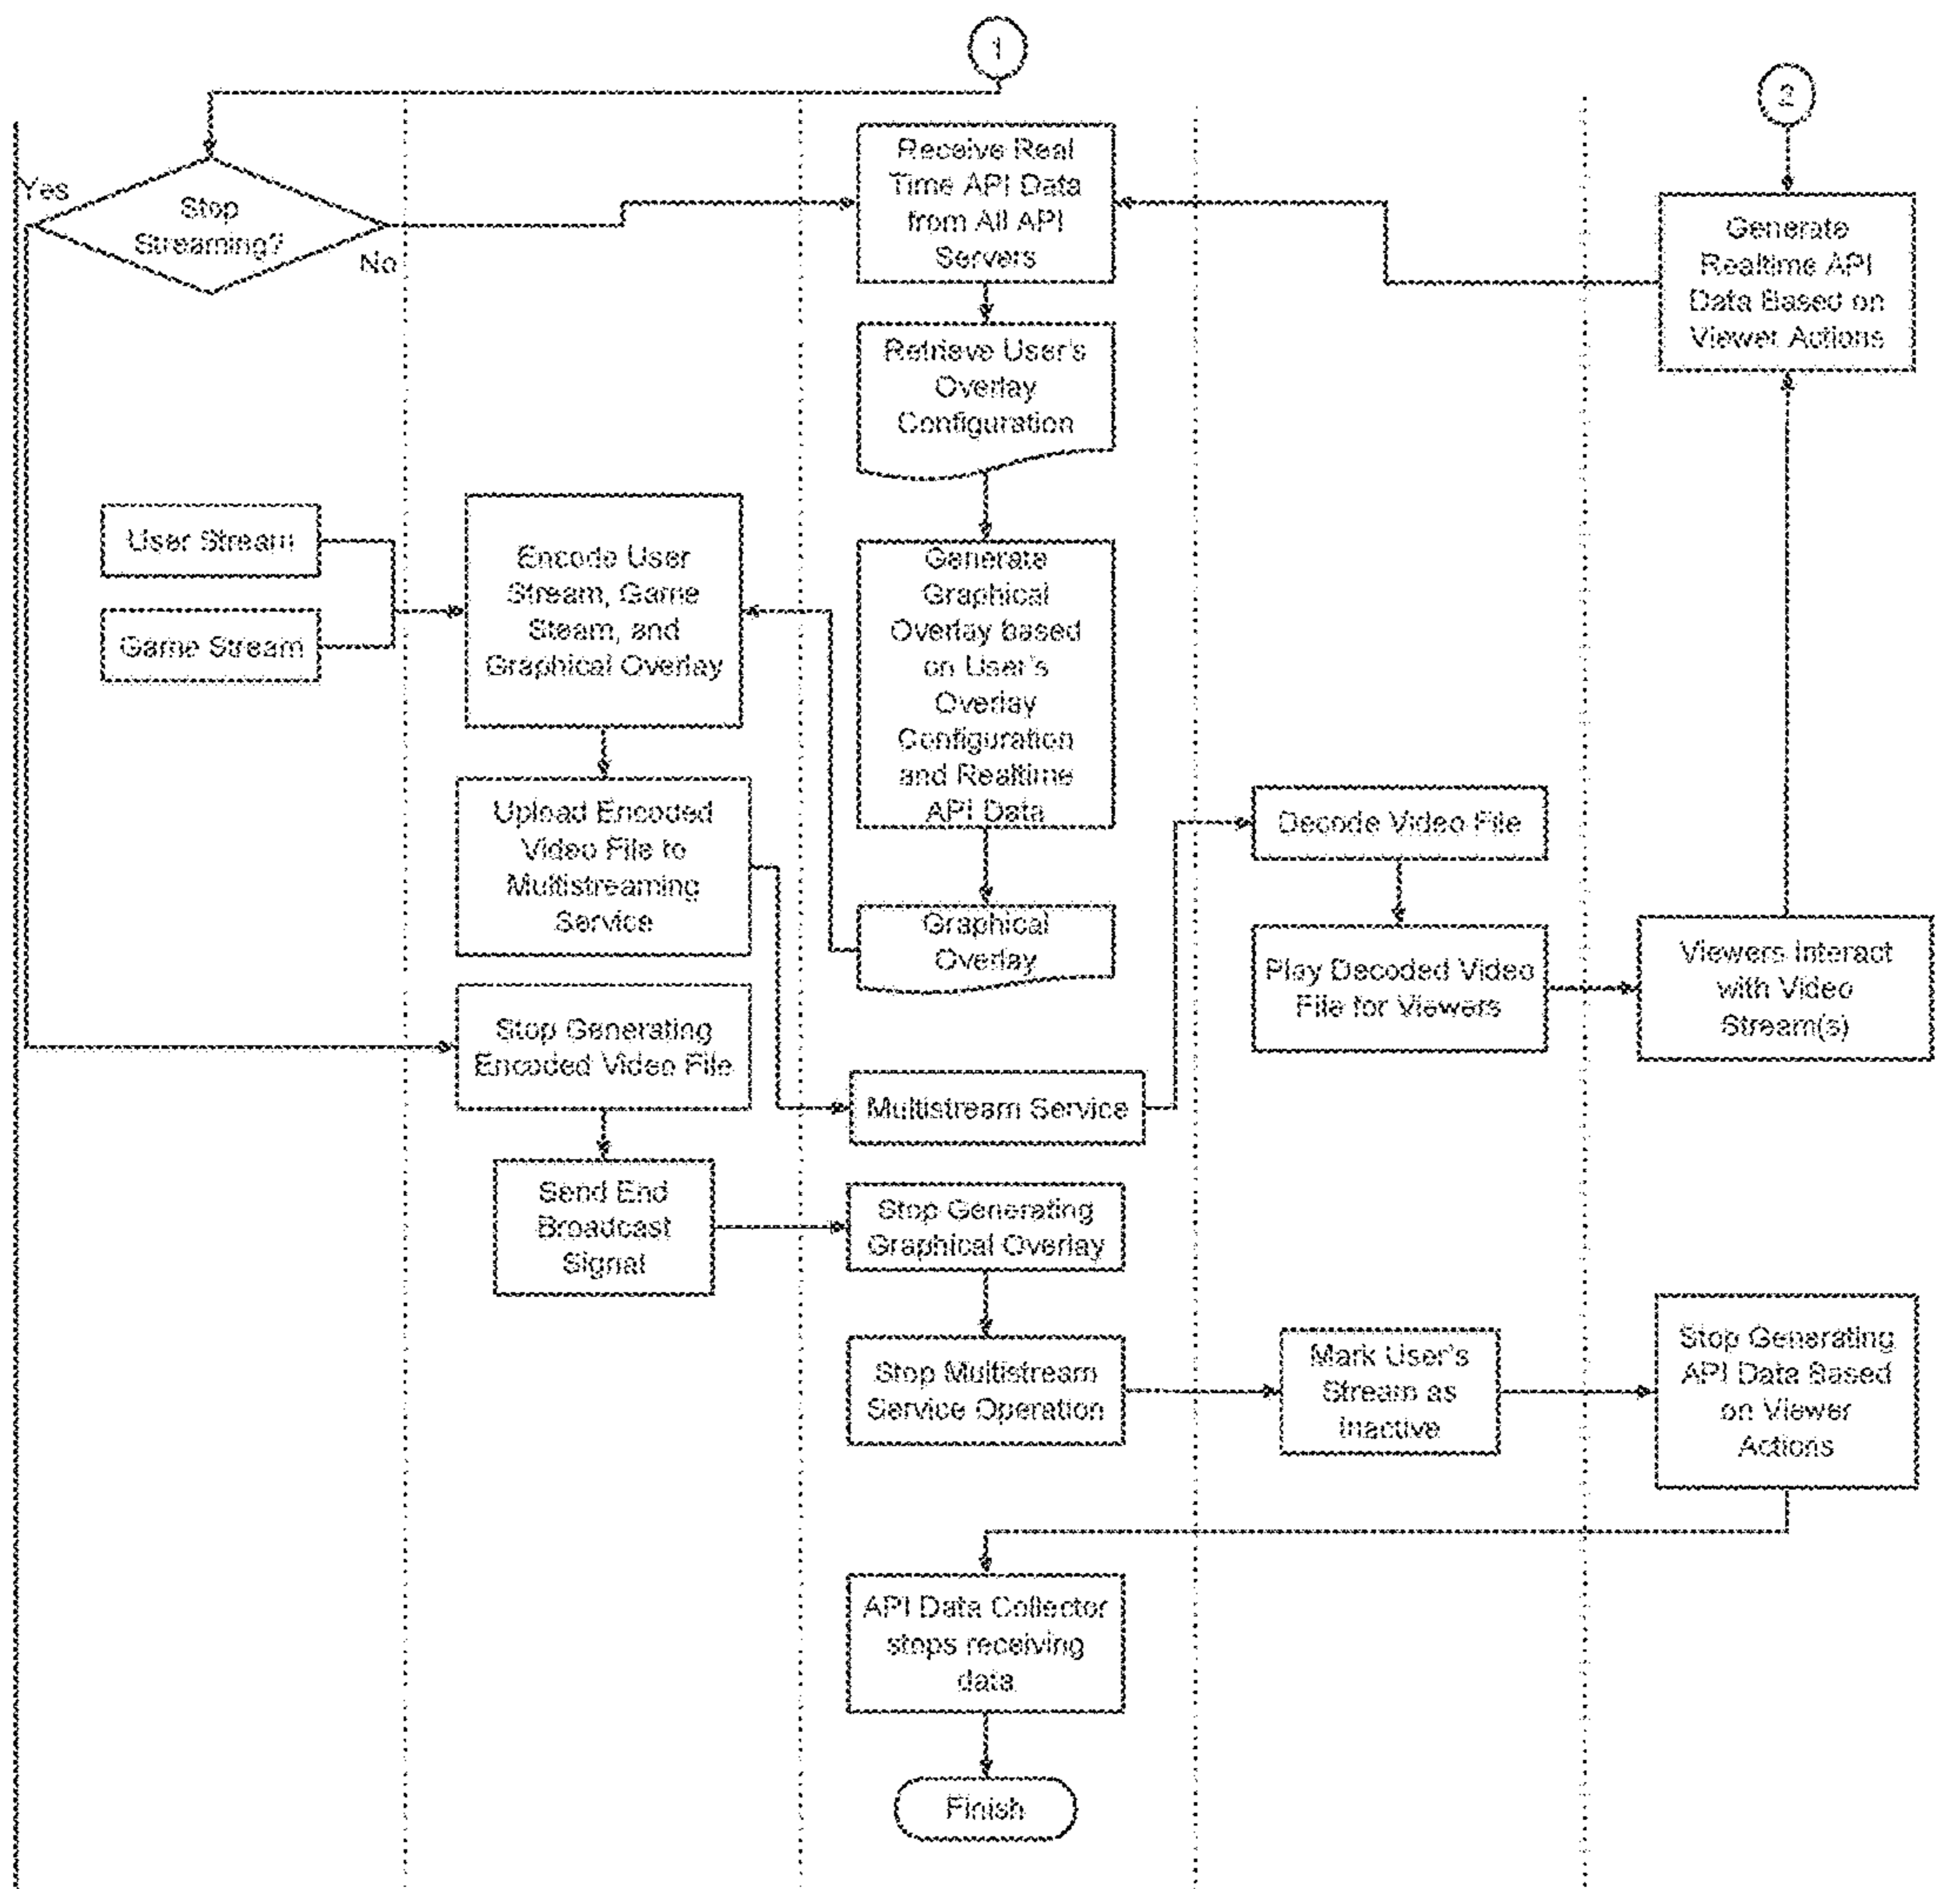 1
2
Yes
Stop
Streaming?
No
Receive Real
Time API Data
from All API
Servers
Generate
Realtime API
Data Based on
Viewer Actions
Retrieve User's
Overlay
Configuration
User Stream
Game Stream
Encode User
Stream, Game
Steam, and
Graphical Overlay
Generate
Graphical
Overlay based
on User's
Overlay
Configuration
and Realtime
API Data
Upload Encoded
Video File to
Multistreaming
Service
Decode Video File
Graphical
Overlay
Play Decoded Video
File for Viewers
Viewers Interact
with Video
Stream(s)
Stop Generating
Encoded Video File
Multistream Service
Send End
Broadcast
Signal
Stop Generating
Graphical Overlay
Stop Multistream
Service Operation
Mark User's
Stream as
Inactive
Stop Generating
API Data Based
on Viewer
Actions
API Data Collector
stops receiving
data
Finish